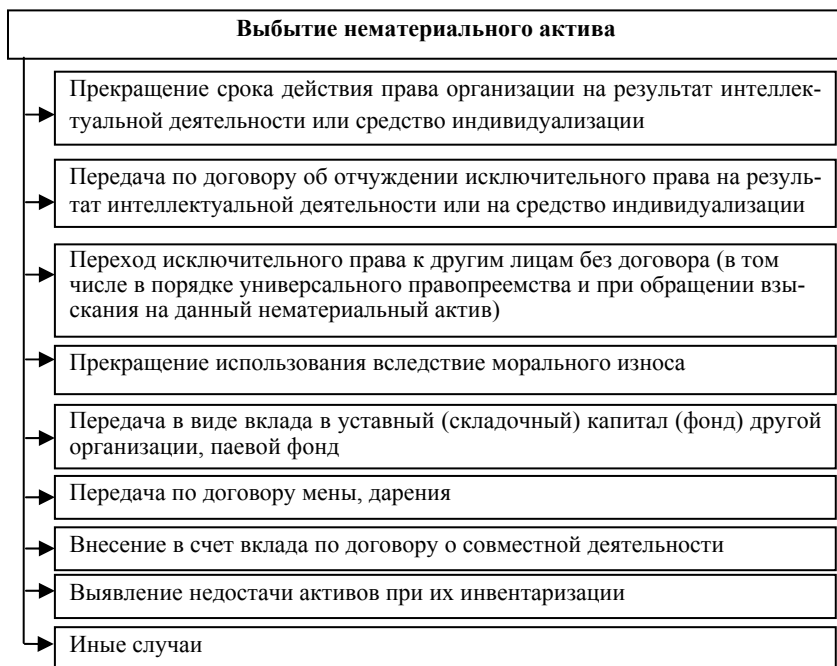 Выбытие нематериального актива
Прекращение срока действия права организации на результат интеллек-
туальной деятельности или средство индивидуализации
Передача по договору об отчуждении исключительного права на резуль-
тат интеллектуальной деятельности или на средство индивидуализации
Переход исключительного права к другим лицам без договора (в том
числе в порядке универсального правопреемства и при обращении взы-
скания на данный нематериальный актив)
Прекращение использования вследствие морального износа
Передача в виде вклада в уставный (складочный) капитал (фонд) другой
организации, паевой фонд
Передача по договору мены, дарения
Внесение в счет вклада по договору о совместной деятельности
Выявление недостачи активов при их инвентаризации
Иные случаи